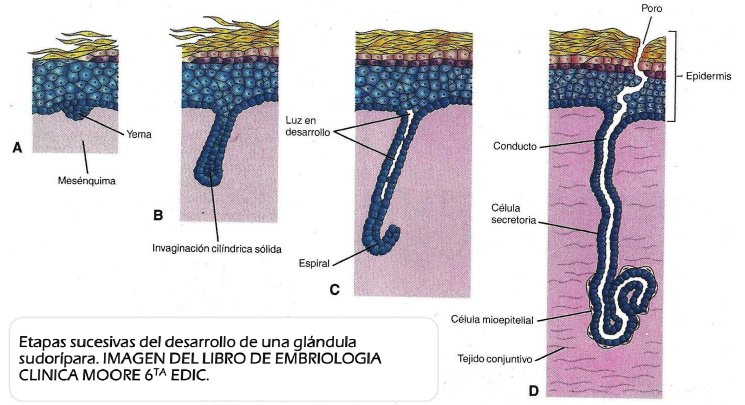 A
Yema
Mesénquima
B
Invaginación cilíndrica sólida
Luz en
desarrollo
Espiral
C
Poro
Epidermis
Conducto
Célula
secretoria
Célula mioepitelial
Tejido conjuntivo
D
Etapas sucesivas del desarrollo de una glándula
sudorípara. IMAGEN DEL LIBRO DE EMBRIOLOGIA
CLINICA MOORE 6TA EDIC.